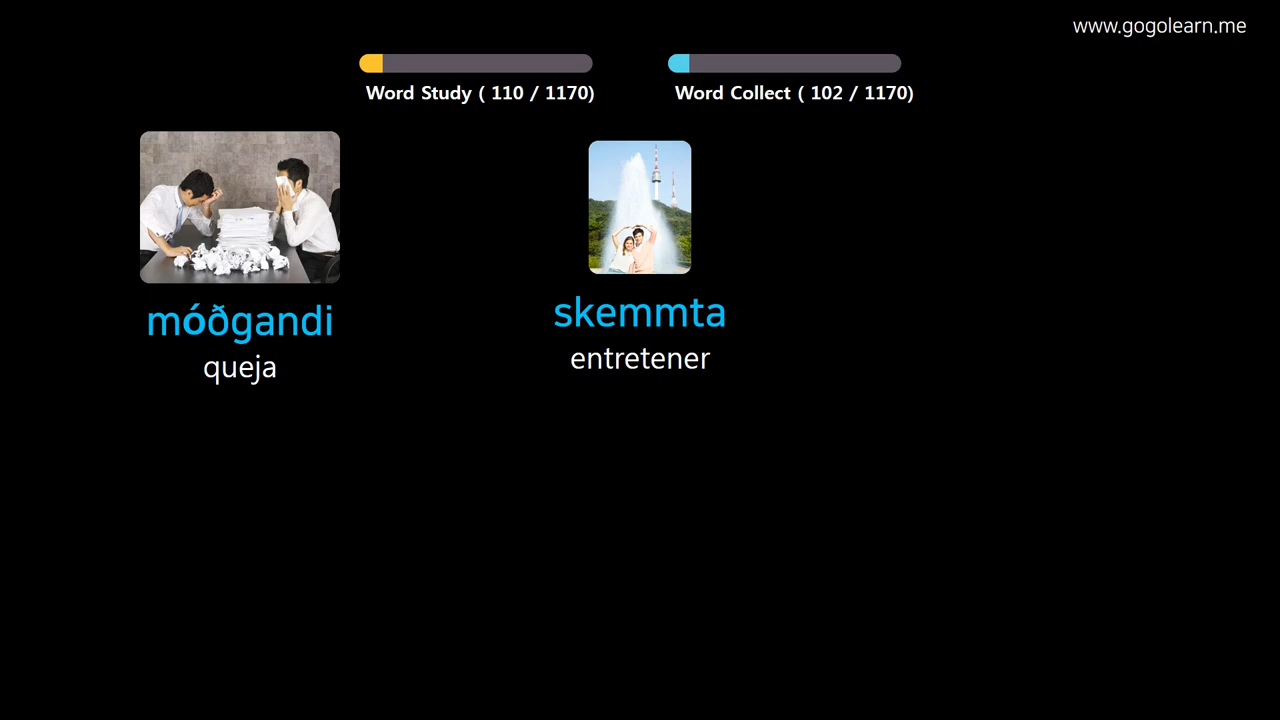 www.gogolearn.me
Word Study ( 110 / 1170)
Word Collect ( 102 / 1170)
móðgandi
queja
skemmta
entretener